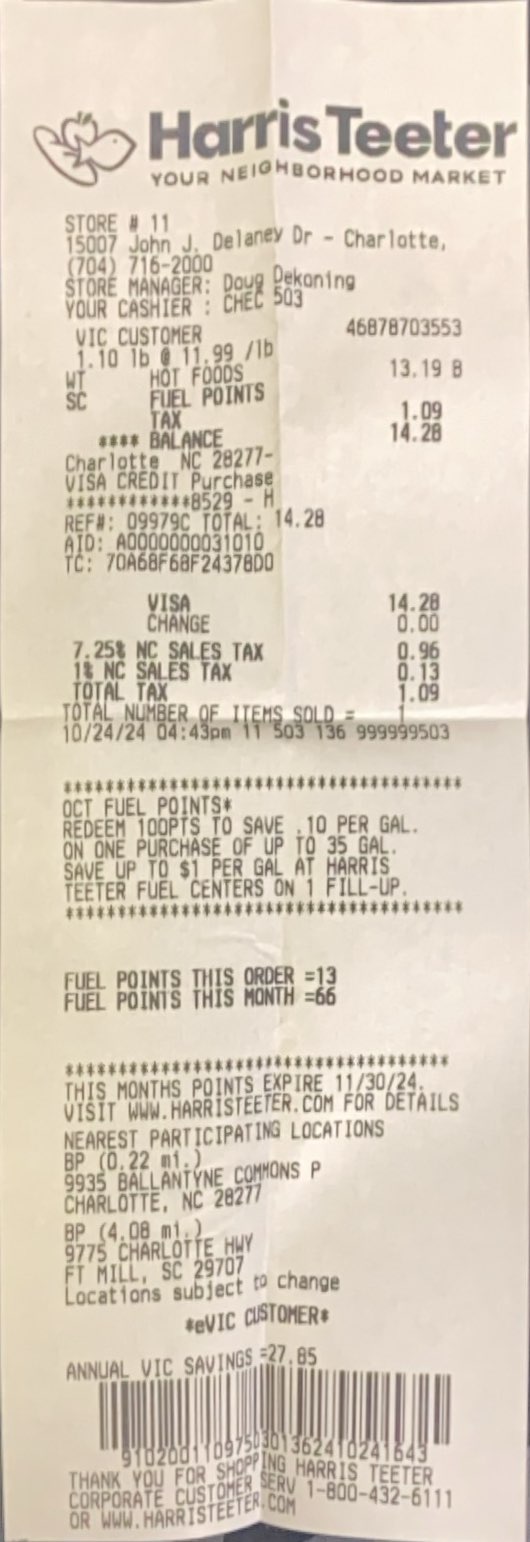 Harris Teeter
YOUR NEIGHBORHOOD MARKET
STORE # 11
15007 John J. Delaney Dr - Charlotte,
(704) 716-2000
STORE MANAGER: Doug Dekoning
YOUR CASHIER : CHEC 503
VIC CUSTOMER 46878703553
1.10 lb @ 11.99 /lb
WT HOT FOODS 13.19 B
SC FUEL POINTS
TAX 1.09
**** BALANCE 14.28
Charlotte NC 28277-
VISA CREDIT Purchase
************8529 - H
REF#: 09979C TOTAL: 14.28
AID: A0000000031010
TC: 70A68F68F24378D0
VISA 14.28
CHANGE 0.00
7.25% NC SALES TAX 0.96
1% NC SALES TAX 0.13
TOTAL TAX 1.09
TOTAL NUMBER OF ITEMS SOLD = 1
10/24/24 04:43pm 11 503 136 999999503
******************************************
OCT FUEL POINTS*
REDEEM 100PTS TO SAVE .10 PER GAL.
ON ONE PURCHASE OF UP TO 35 GAL.
SAVE UP TO $1 PER GAL AT HARRIS
TEETER FUEL CENTERS ON 1 FILL-UP.
******************************************
FUEL POINTS THIS ORDER =13
FUEL POINTS THIS MONTH =66
****************************************
THIS MONTHS POINTS EXPIRE 11/30/24.
VISIT WWW.HARRISTEETER.COM FOR DETAILS
NEAREST PARTICIPATING LOCATIONS
BP (0.22 mi.)
9935 BALLANTYNE COMMONS P
CHARLOTTE, NC 28277
BP (4.08 mi.)
9775 CHARLOTTE HWY
FT MILL, SC 29707
Locations subject to change
*eVIC CUSTOMER*
ANNUAL VIC SAVINGS =27.85
9102001109750301362410241643
THANK YOU FOR SHOPPING HARRIS TEETER
CORPORATE CUSTOMER SERV 1-800-432-6111
OR WWW.HARRISTEETER.COM